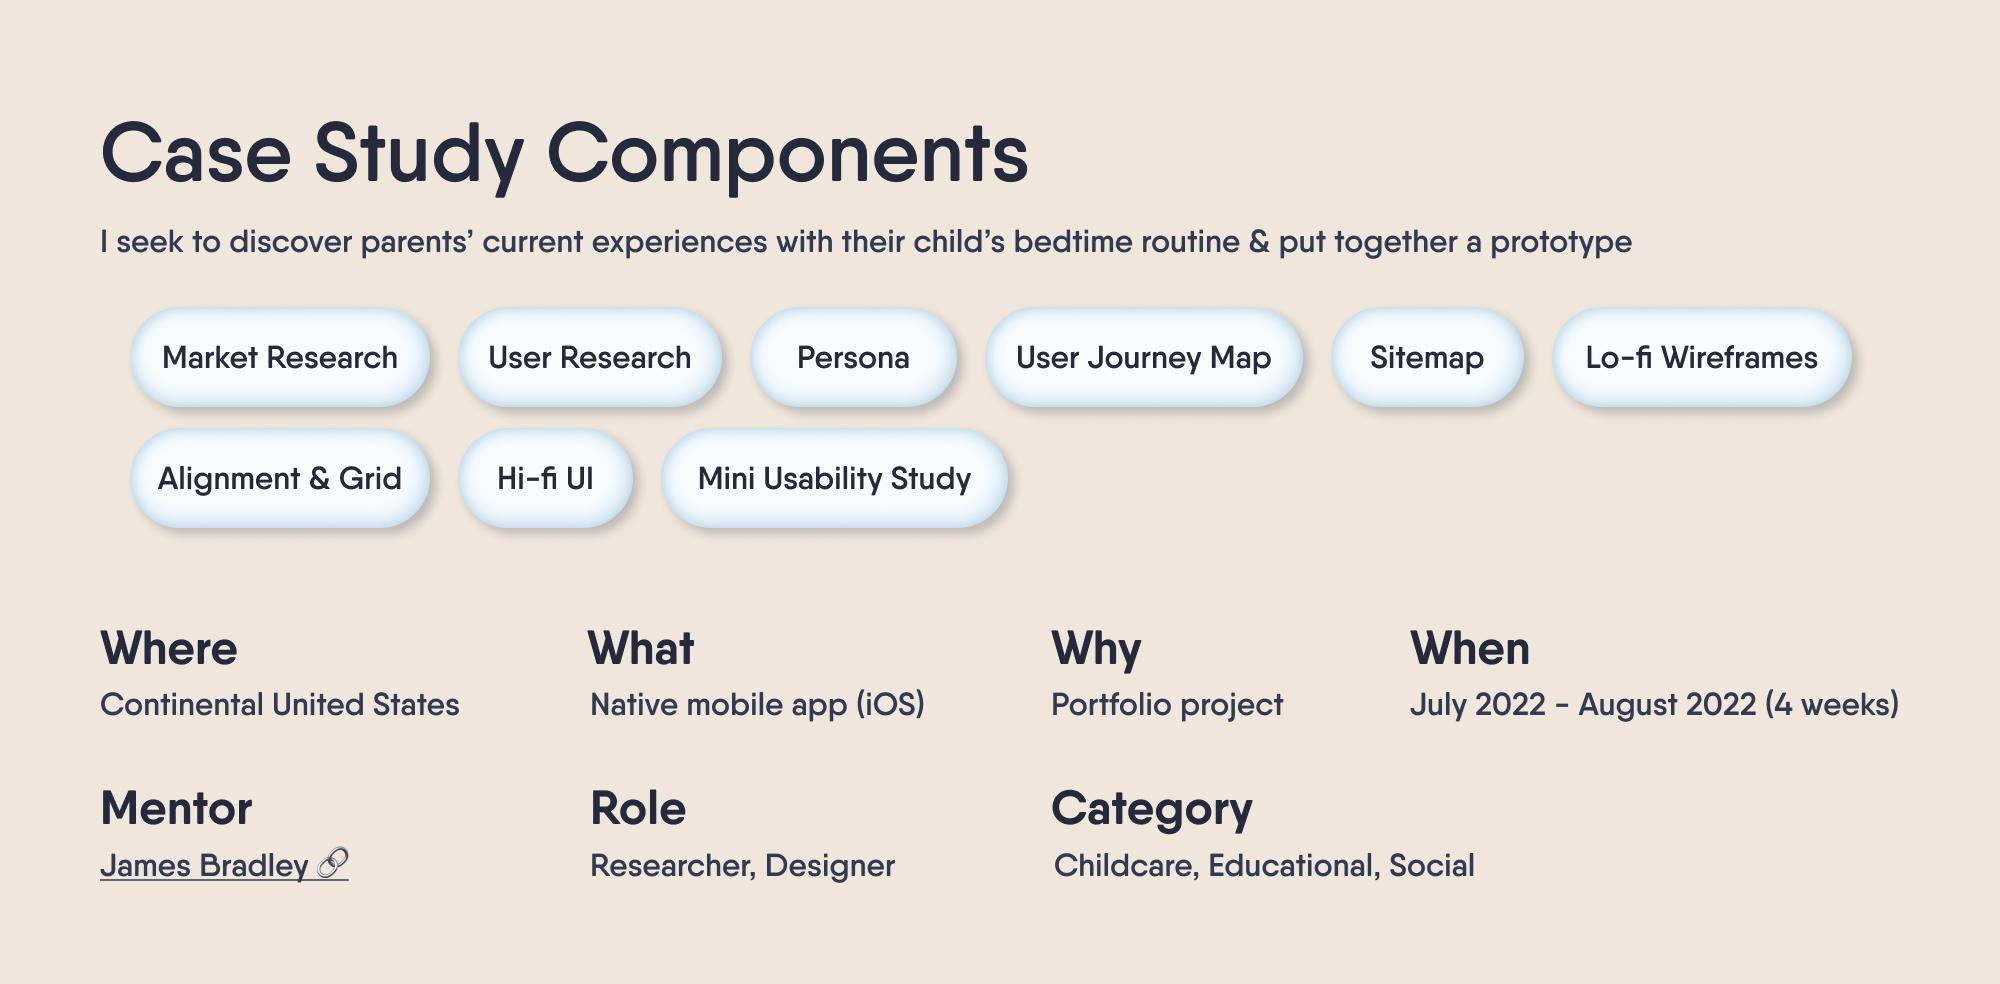 Case Study Components
I seek to discover parents’ current experiences with their child’s bedtime routine & put together a prototype
Market Research
User Research
Persona
User Journey Map
Sitemap
Lo-fi Wireframes
Alignment & Grid
Hi-fi UI
Mini Usability Study
Where
Continental United States
What
Native mobile app (iOS)
Why
Portfolio project
When
July 2022 - August 2022 (4 weeks)
Mentor
James Bradley 🔗
Role
Researcher, Designer
Category
Childcare, Educational, Social